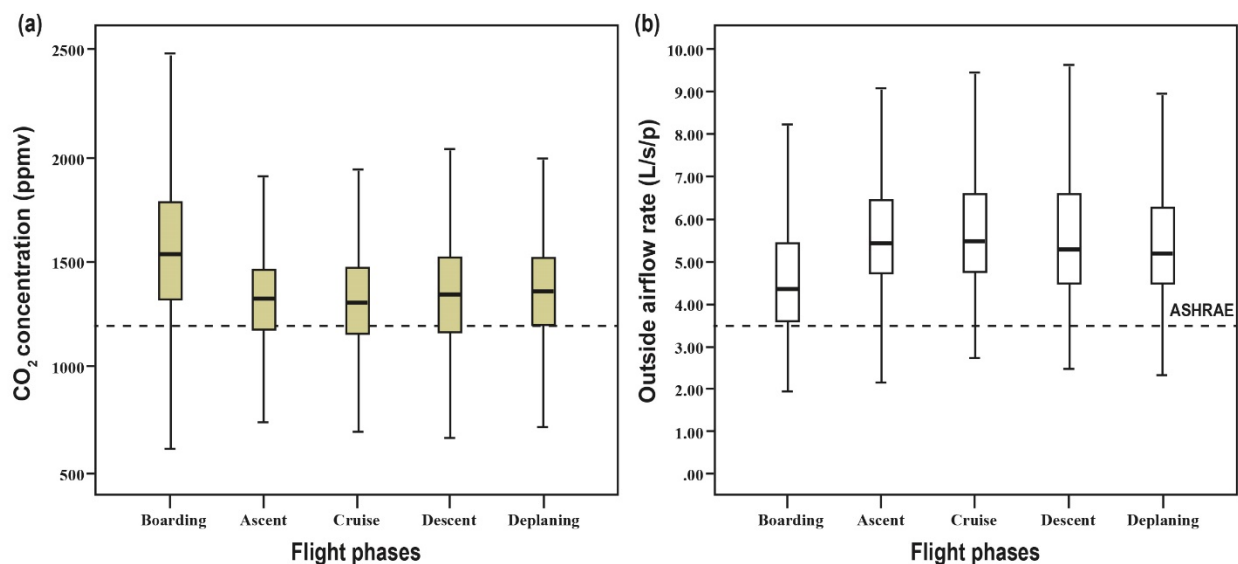 (a)
CO₂ concentration (ppmv)
2500
2000
1500
1000
500
Boarding Ascent Cruise Descent Deplaning
Flight phases
(b)
Outside airflow rate (L/s/p)
10.00
9.00
8.00
7.00
6.00
5.00
4.00
3.00
2.00
1.00
.00
ASHRAE
Boarding Ascent Cruise Descent Deplaning
Flight phases